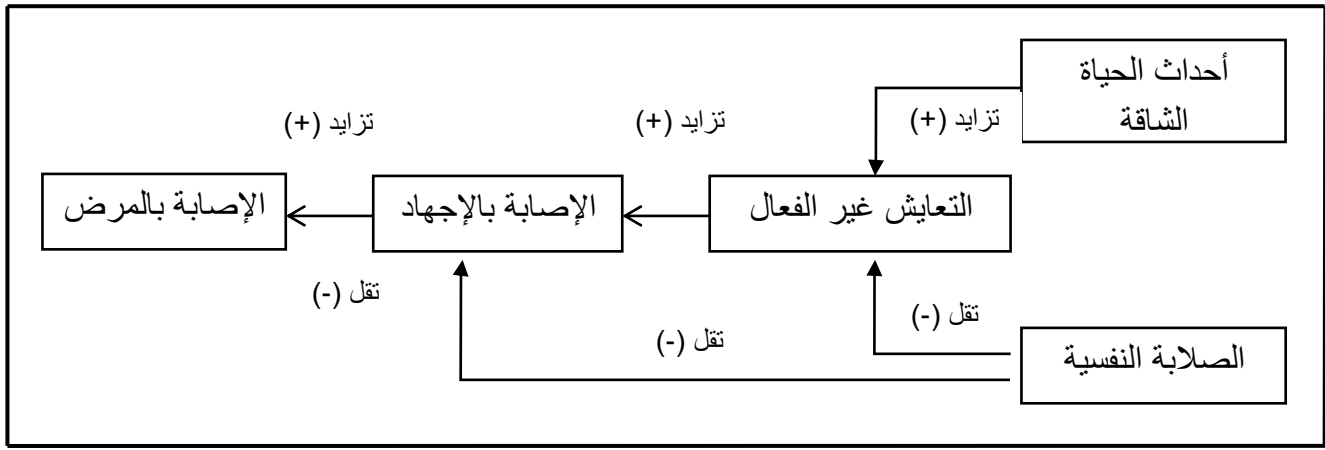 أحداث الحياة
الشاقة
تزايد (+)
تزايد (+)
تزايد (+)
التعايش غير الفعال
الإصابة بالإجهاد
الإصابة بالمرض
تقل (-)
تقل (-)
تقل (-)
الصلابة النفسية